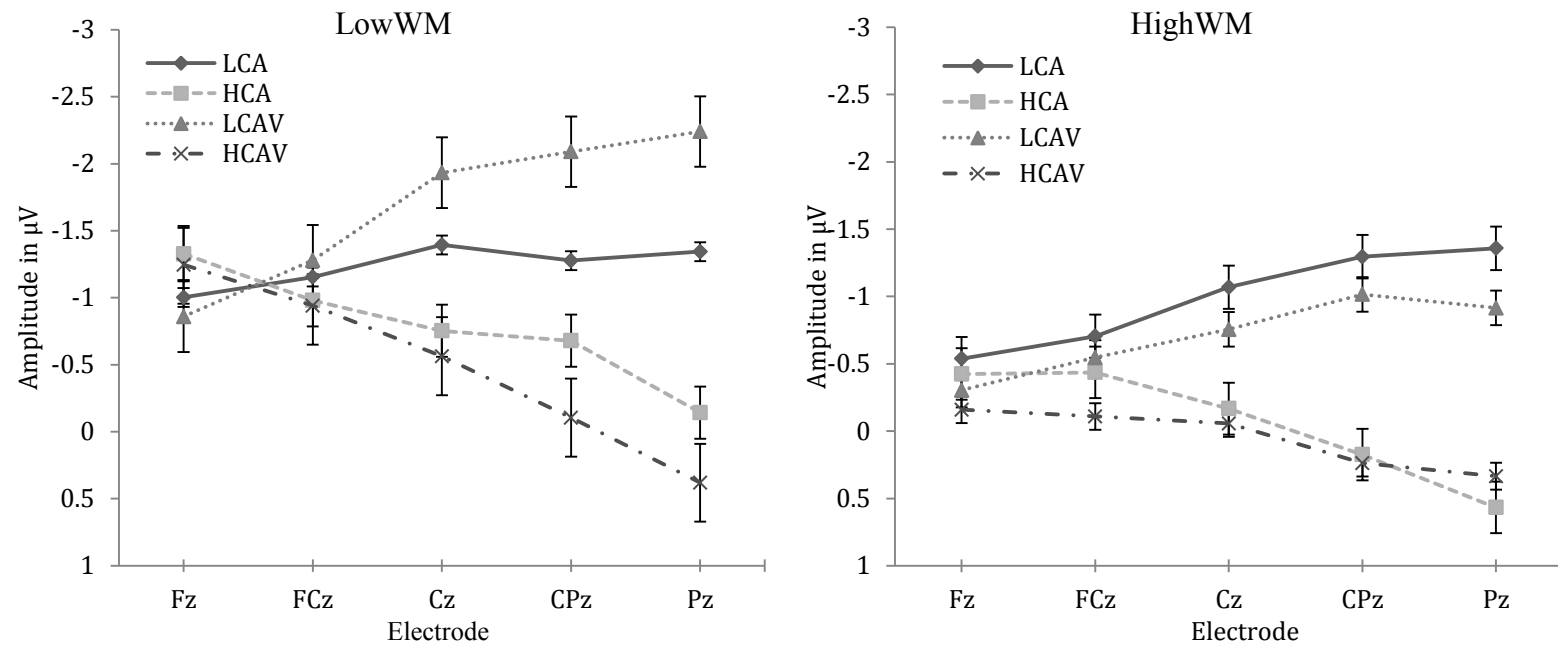 LowWM
-3
-2.5
-2
-1.5
-1
-0.5
0
0.5
1
Amplitude in μV
LCA
HCA
LCAV
HCAV
Fz FCz Cz CPz Pz
Electrode
HighWM
-3
-2.5
-2
-1.5
-1
-0.5
0
0.5
1
Amplitude in μV
LCA
HCA
LCAV
HCAV
Fz FCz Cz CPz Pz
Electrode